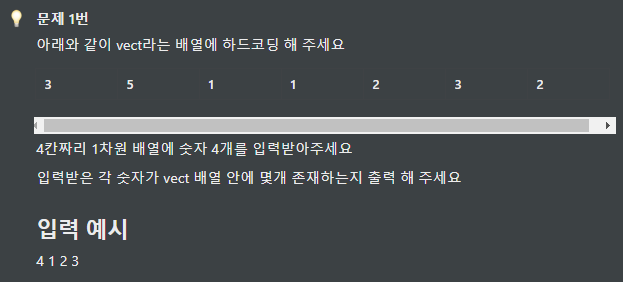 문제 1번
아래와 같이 vect라는 배열에 하드코딩 해 주세요
3 5 1 1 2 3 2
4칸짜리 1차원 배열에 숫자 4개를 입력받아주세요
입력받은 각 숫자가 vect 배열 안에 몇개 존재하는지 출력 해 주세요
입력 예시
4 1 2 3